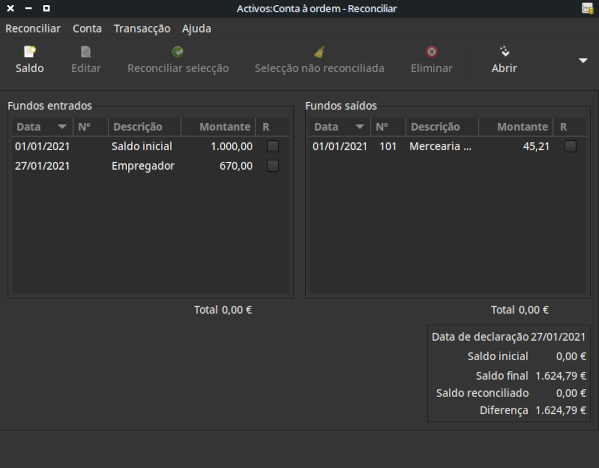 Activos:Conta à ordem - Reconciliar
Reconciliar Conta Transacção Ajuda
Saldo Editar Reconciliar selecção Selecção não reconciliada Eliminar Abrir
Fundos entrados
Data Nº Descrição Montante R
01/01/2021 Saldo inicial 1.000,00
27/01/2021 Empregador 670,00
Total 0,00 €
Fundos saídos
Data Nº Descrição Montante R
01/01/2021 101 Mercearia ... 45,21
Total 0,00 €
Data de declaração 27/01/2021
Saldo inicial 0,00 €
Saldo final 1.624,79 €
Saldo reconciliado 0,00 €
Diferença 1.624,79 €